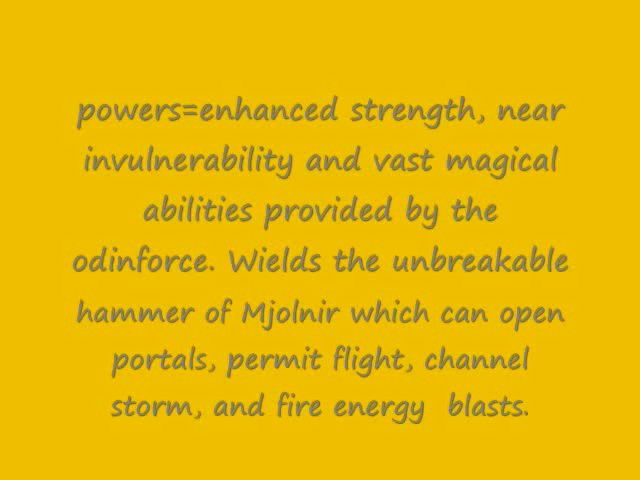 powers=enhanced strength, near
invulnerability and vast magical
abilities provided by the
odinforce. Wields the unbreakable
hammer of Mjolnir which can open
portals, permit flight, channel
storm, and fire energy  blasts.